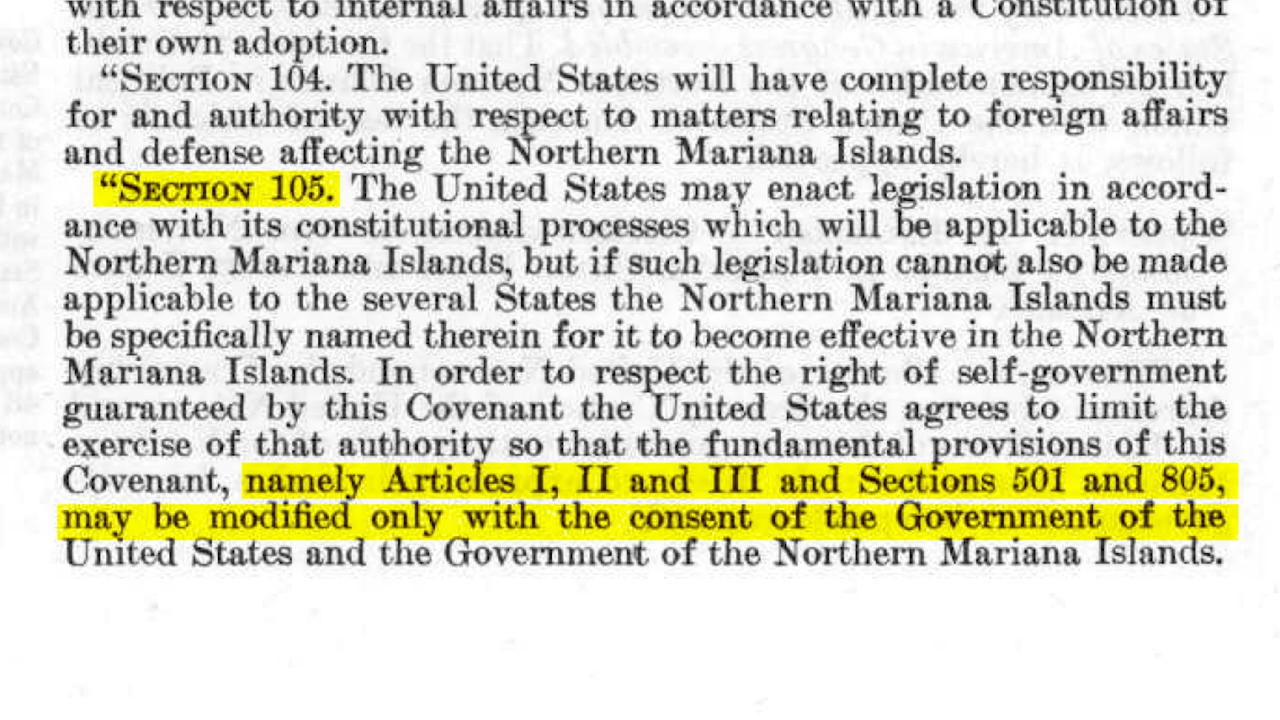 with respect to internal affairs in accordance with a Constitution of
their own adoption.
“SECTION 104. The United States will have complete responsibility
for and authority with respect to matters relating to foreign affairs
and defense affecting the Northern Mariana Islands.
“SECTION 105. The United States may enact legislation in accord-
ance with its constitutional processes which will be applicable to the
Northern Mariana Islands, but if such legislation cannot also be made
applicable to the several States the Northern Mariana Islands must
be specifically named therein for it to become effective in the Northern
Mariana Islands. In order to respect the right of self-government
guaranteed by this Covenant the United States agrees to limit the
exercise of that authority so that the fundamental provisions of this
Covenant, namely Articles I, II and III and Sections 501 and 805,
may be modified only with the consent of the Government of the
United States and the Government of the Northern Mariana Islands.